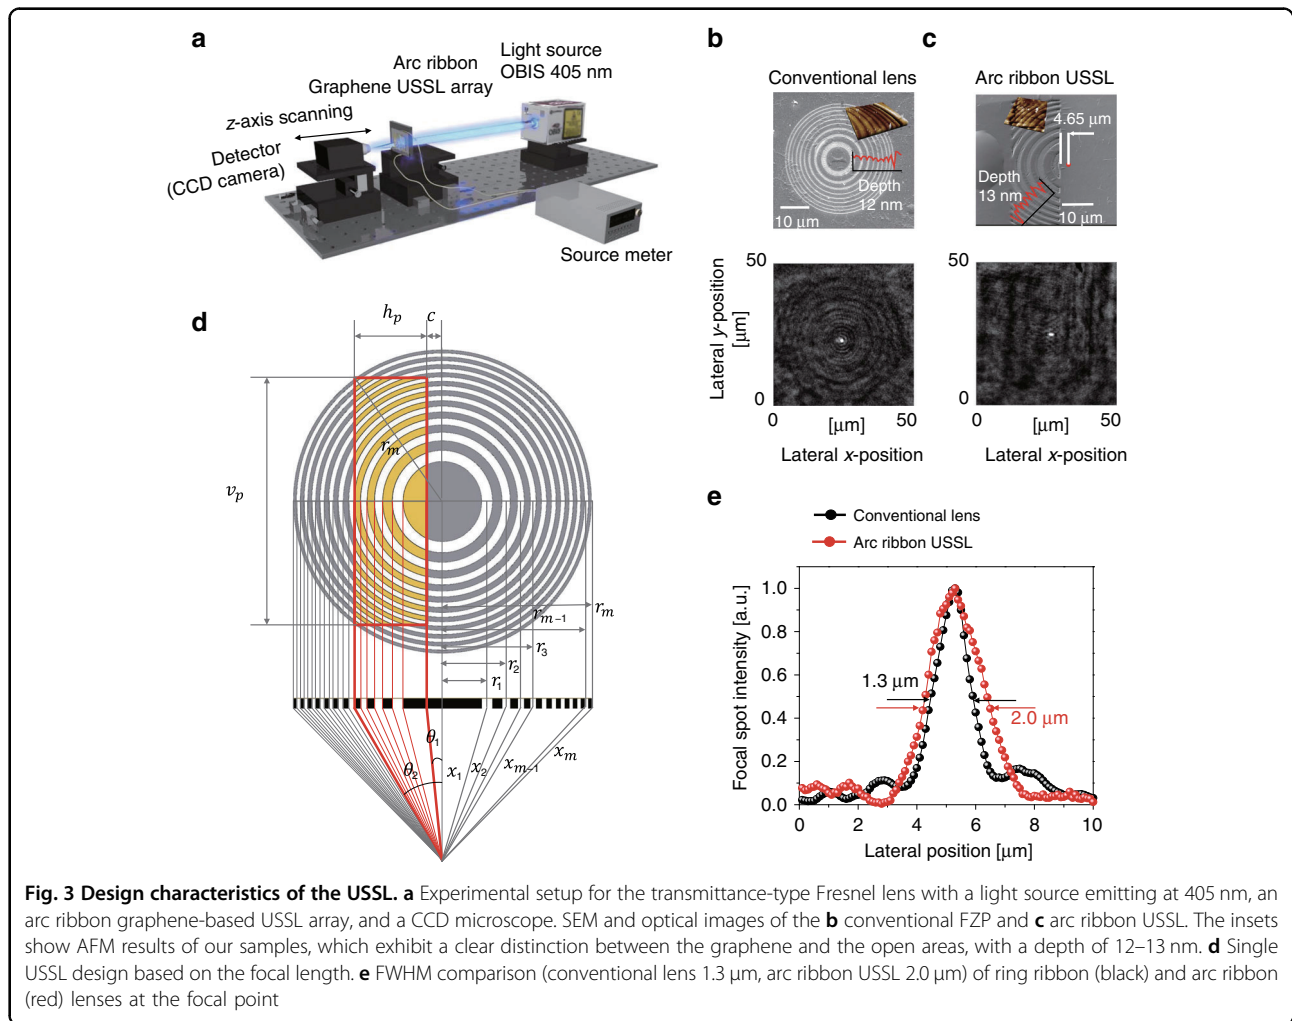 a
Light source
OBIS 405 nm
Arc ribbon
Graphene USSL array
z-axis scanning
Detector
(CCD camera)
OBIS
Source meter
b
Conventional lens
Depth
12 nm
10 μm
50
Lateral y-position
[μm]
0
0
[μm]
50
Lateral x-position
c
Arc ribbon USSL
4.65 μm
Depth
13 nm
10 μm
50
0
0
[μm]
50
Lateral x-position
d
h_p
c
r_m
v_p
r_m
r_{m−1}
r_3
r_2
r_1
θ_1
θ_2
x_1
x_2
x_{m−1}
x_m
e
Conventional lens
Arc ribbon USSL
Focal spot intensity [a.u.]
1.0
0.8
0.6
0.4
0.2
0.0
1.3 μm
2.0 μm
0 2 4 6 8 10
Lateral position [μm]
Fig. 3 Design characteristics of the USSL. a Experimental setup for the transmittance-type Fresnel lens with a light source emitting at 405 nm, an
arc ribbon graphene-based USSL array, and a CCD microscope. SEM and optical images of the b conventional FZP and c arc ribbon USSL. The insets
show AFM results of our samples, which exhibit a clear distinction between the graphene and the open areas, with a depth of 12–13 nm. d Single
USSL design based on the focal length. e FWHM comparison (conventional lens 1.3 μm, arc ribbon USSL 2.0 μm) of ring ribbon (black) and arc ribbon
(red) lenses at the focal point